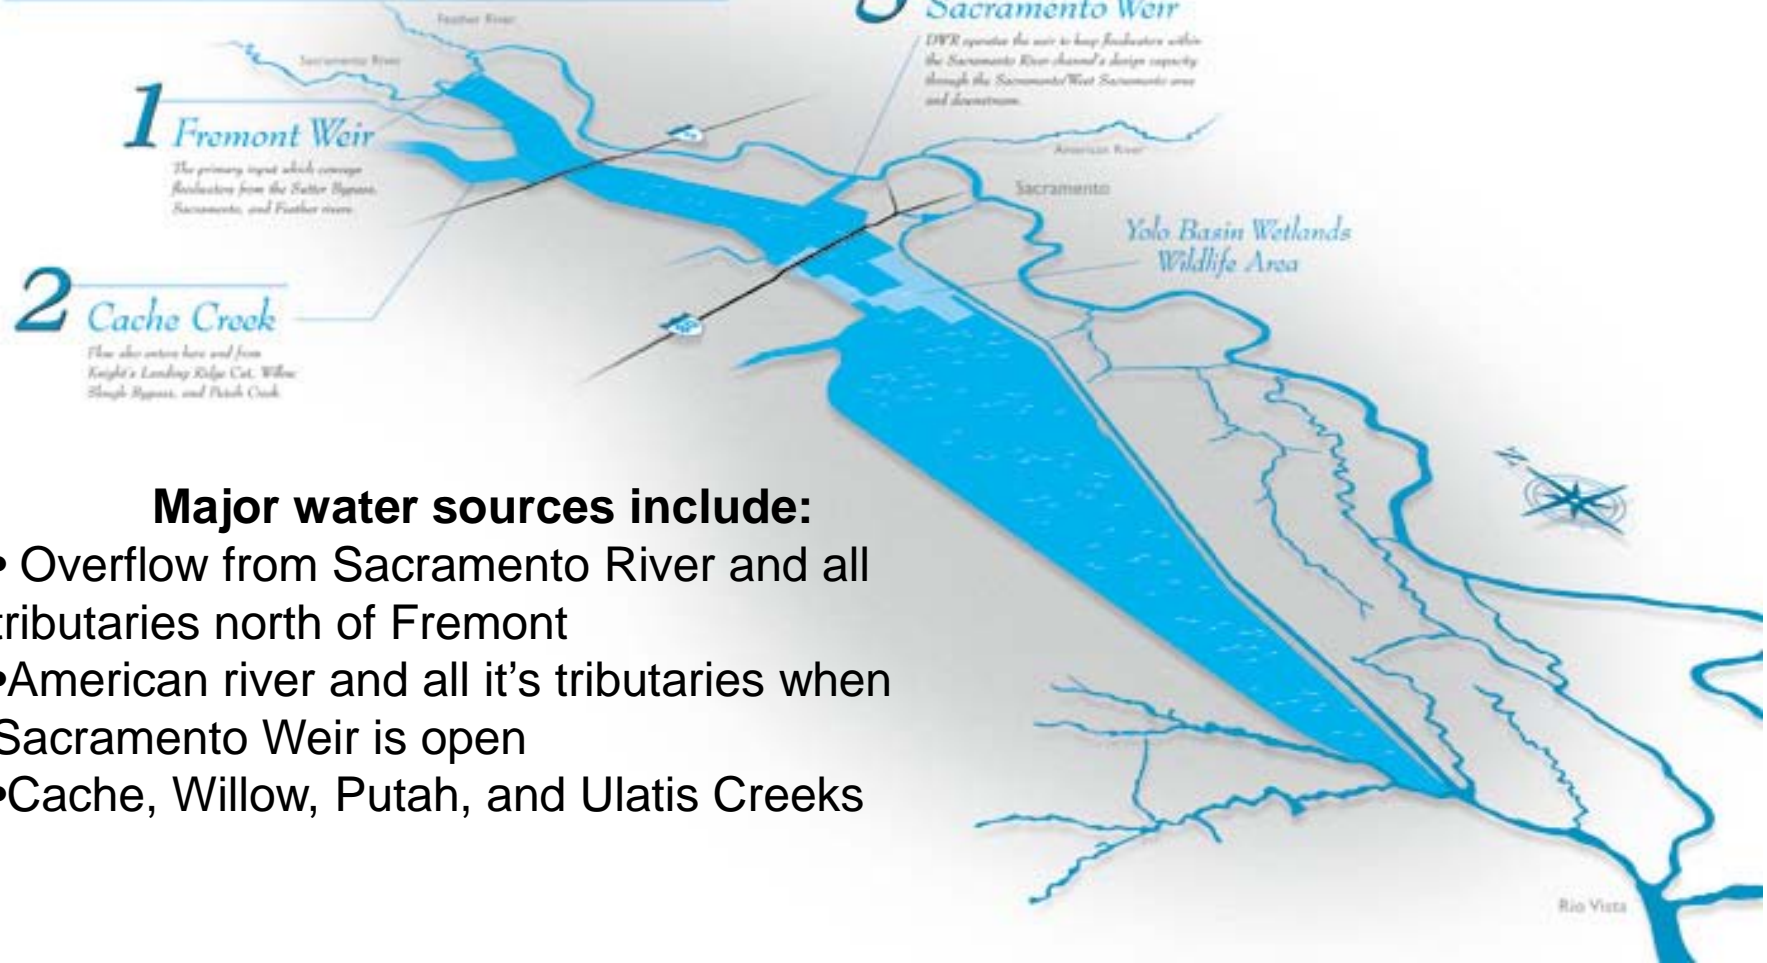 Feather River
Sacramento River
Sacramento Weir
DWR operates the weir to keep floodwaters within
the Sacramento River channel's design capacity
through the Sacramento/West Sacramento area
and downstream.
1 Fremont Weir
The primary input which conveys
floodwaters from the Sutter Bypass,
Sacramento, and Feather rivers.
American River
Sacramento
Yolo Basin Wetlands
Wildlife Area
2 Cache Creek
Flow also enters here and from
Knight's Landing Ridge Cut, Willow
Slough Bypass, and Putah Creek.
Major water sources include:
• Overflow from Sacramento River and all
tributaries north of Fremont
•American river and all it's tributaries when
Sacramento Weir is open
•Cache, Willow, Putah, and Ulatis Creeks
Rio Vista